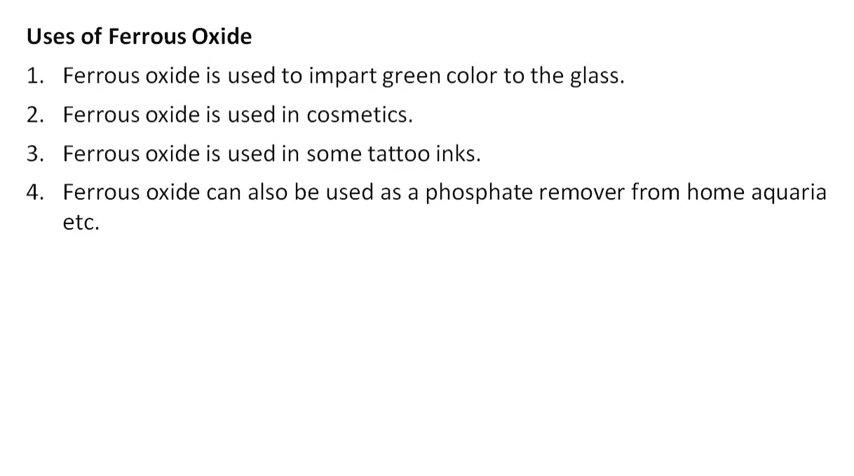 Uses of Ferrous Oxide
1. Ferrous oxide is used to impart green color to the glass.
2. Ferrous oxide is used in cosmetics.
3. Ferrous oxide is used in some tattoo inks.
4. Ferrous oxide can also be used as a phosphate remover from home aquaria
etc.